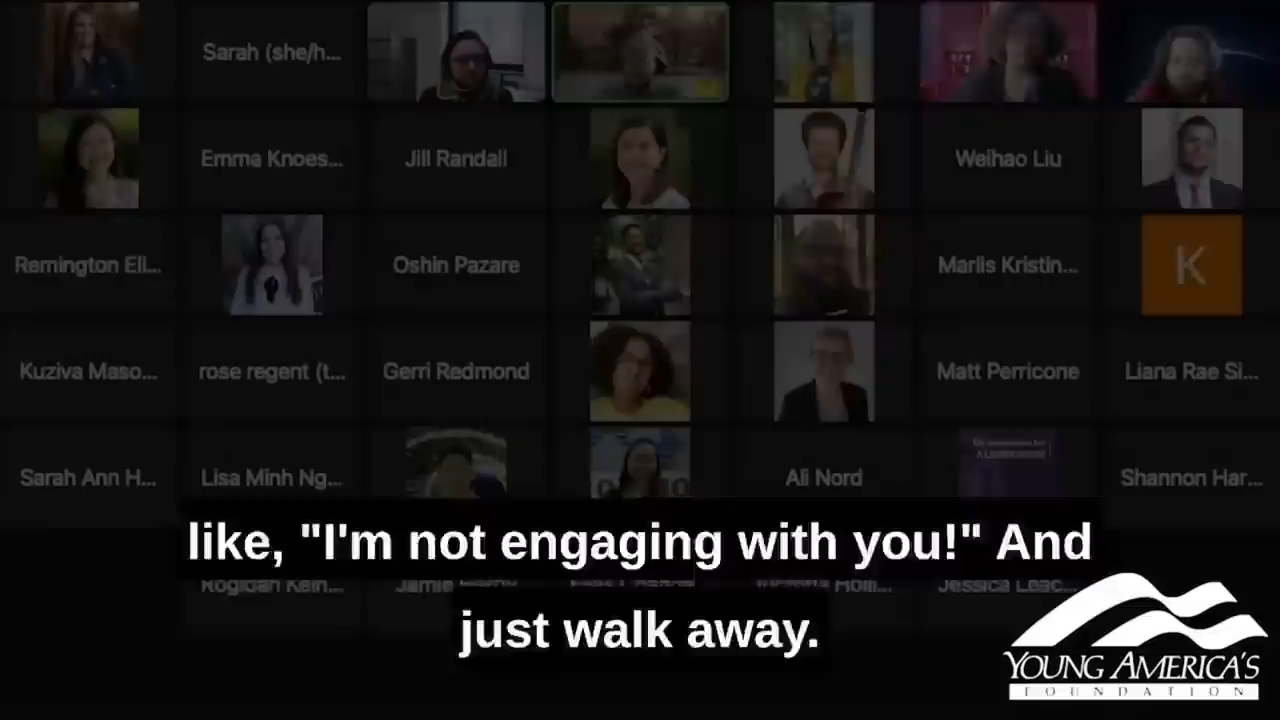 Sarah (she/h...
Emma Knoes...
Jill Randall
Weihao Liu
Remington Ell...
Oshin Pazare
Marlis Kristin...
K
Kuziva Maso...
rose regent (t...
Gerri Redmond
Matt Perricone
Liana Rae Si...
Sarah Ann H...
Lisa Minh Ng...
Ali Nord
Shannon Har...
like, "I'm not engaging with you!" And
Jessica Leac...
just walk away.
YOUNG AMERICA'S
FOUNDATION